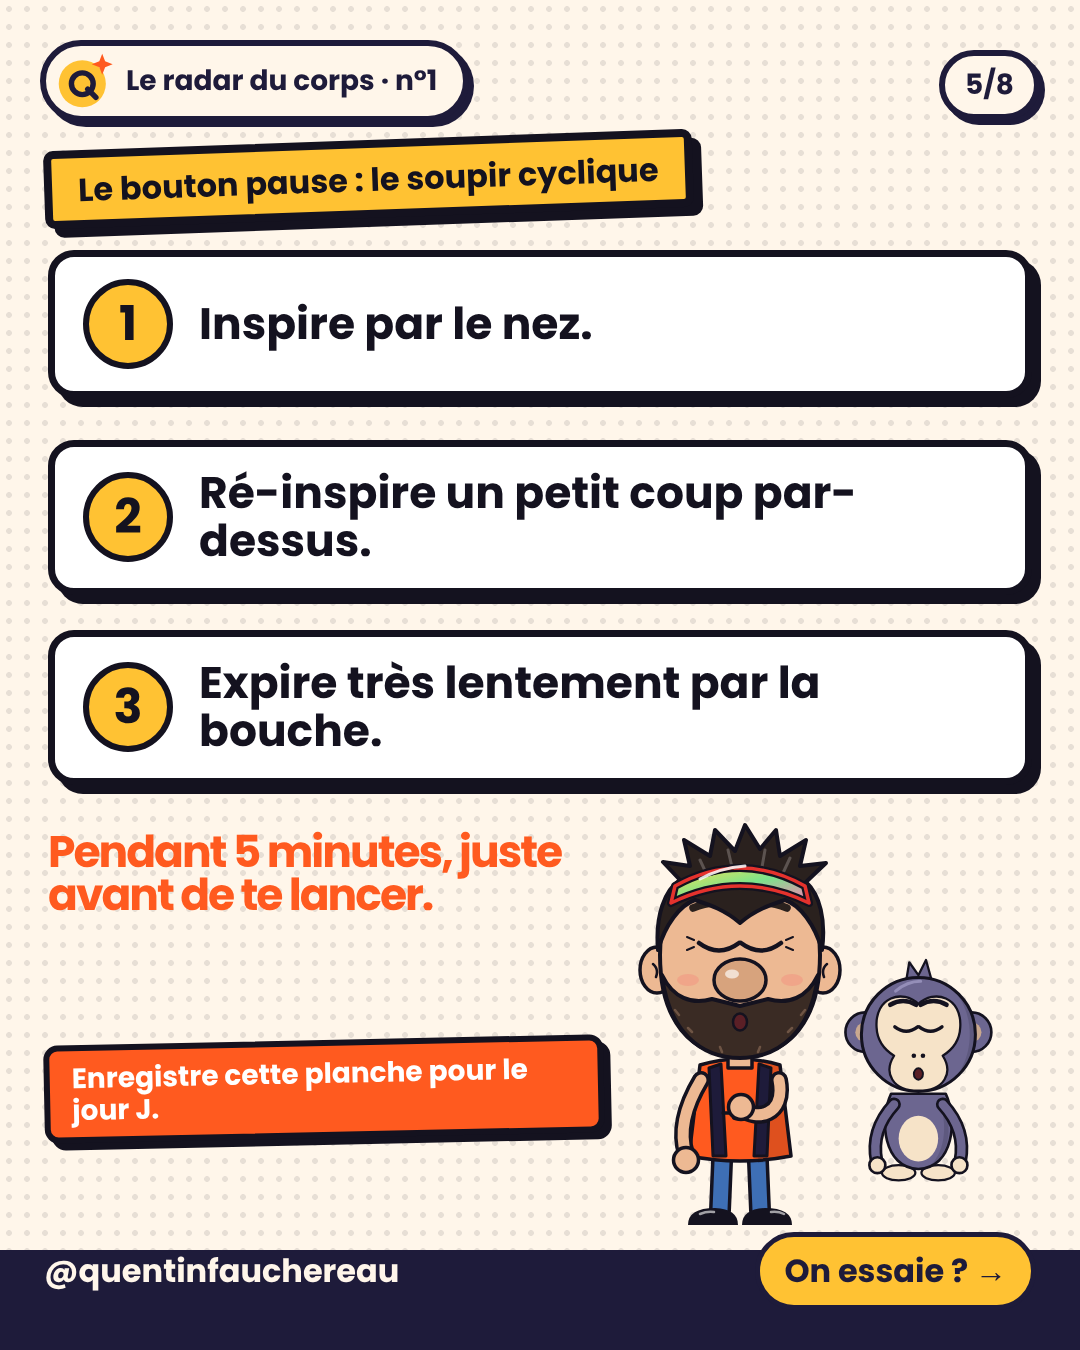 Le radar du corps · n°1
5/8
Le bouton pause : le soupir cyclique
1
Inspire par le nez.
2
Ré-inspire un petit coup par-
dessus.
3
Expire très lentement par la
bouche.
Pendant 5 minutes, juste
avant de te lancer.
Enregistre cette planche pour le
jour J.
@quentinfauchereau
On essaie ? →